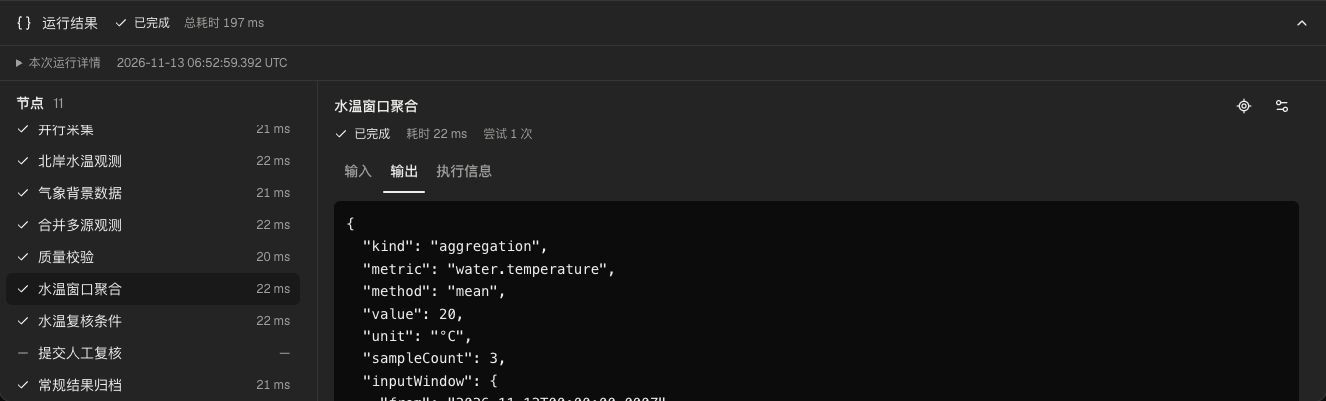 {} 运行结果 已完成 总耗时 197 ms
本次运行详情 2026-11-13 06:52:59.392 UTC
节点 11
并行采集 21 ms
北岸水温观测 22 ms
气象背景数据 21 ms
合并多源观测 22 ms
质量校验 20 ms
水温窗口聚合 22 ms
水温复核条件 22 ms
提交人工复核 —
常规结果归档 21 ms
水温窗口聚合
已完成 耗时 22 ms 尝试 1 次
输入 输出 执行信息
{
"kind": "aggregation",
"metric": "water.temperature",
"method": "mean",
"value": 20,
"unit": "°C",
"sampleCount": 3,
"inputWindow": {